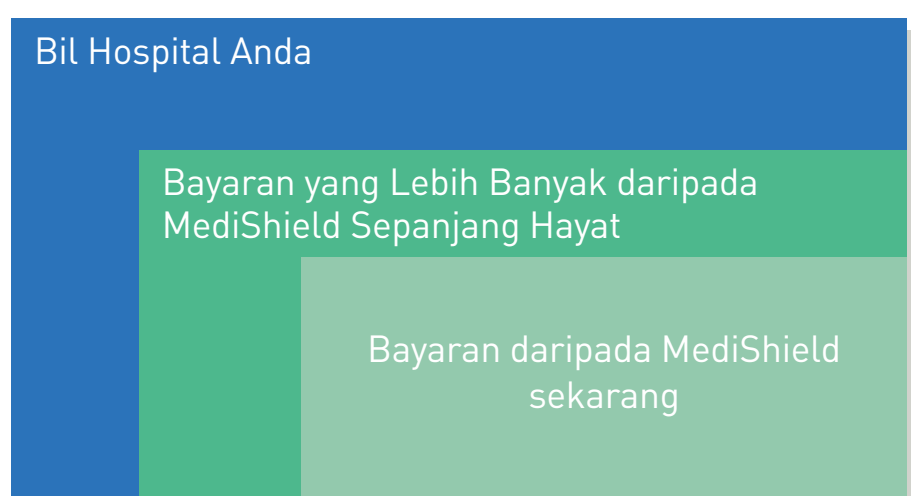 Bil Hospital Anda
Bayaran yang Lebih Banyak daripada
MediShield Sepanjang Hayat
Bayaran daripada MediShield
sekarang